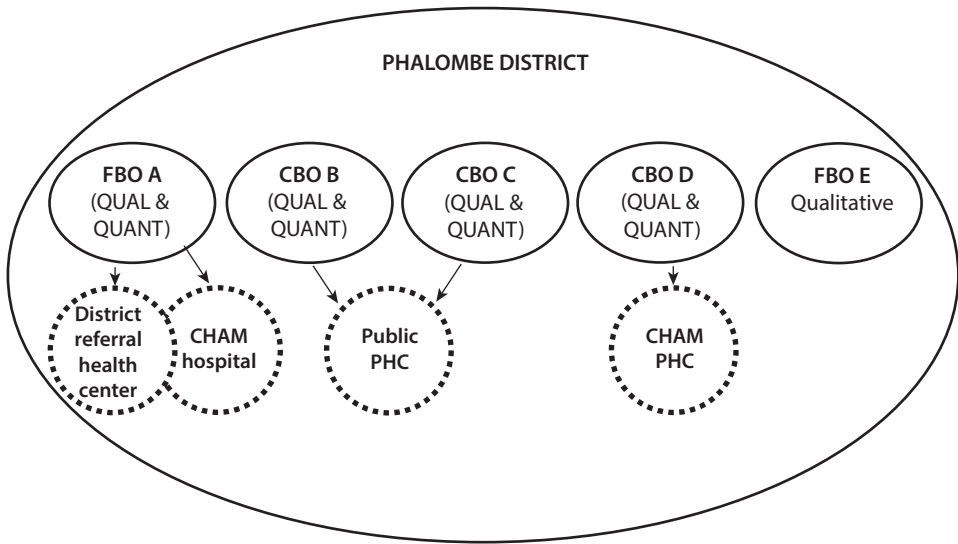 PHALOMBE DISTRICT
FBO A
(QUAL &
QUANT)
CBO B
(QUAL &
QUANT)
CBO C
(QUAL &
QUANT)
CBO D
(QUAL &
QUANT)
FBO E
Qualitative
District
referral
health
center
CHAM
hospital
Public
PHC
CHAM
PHC